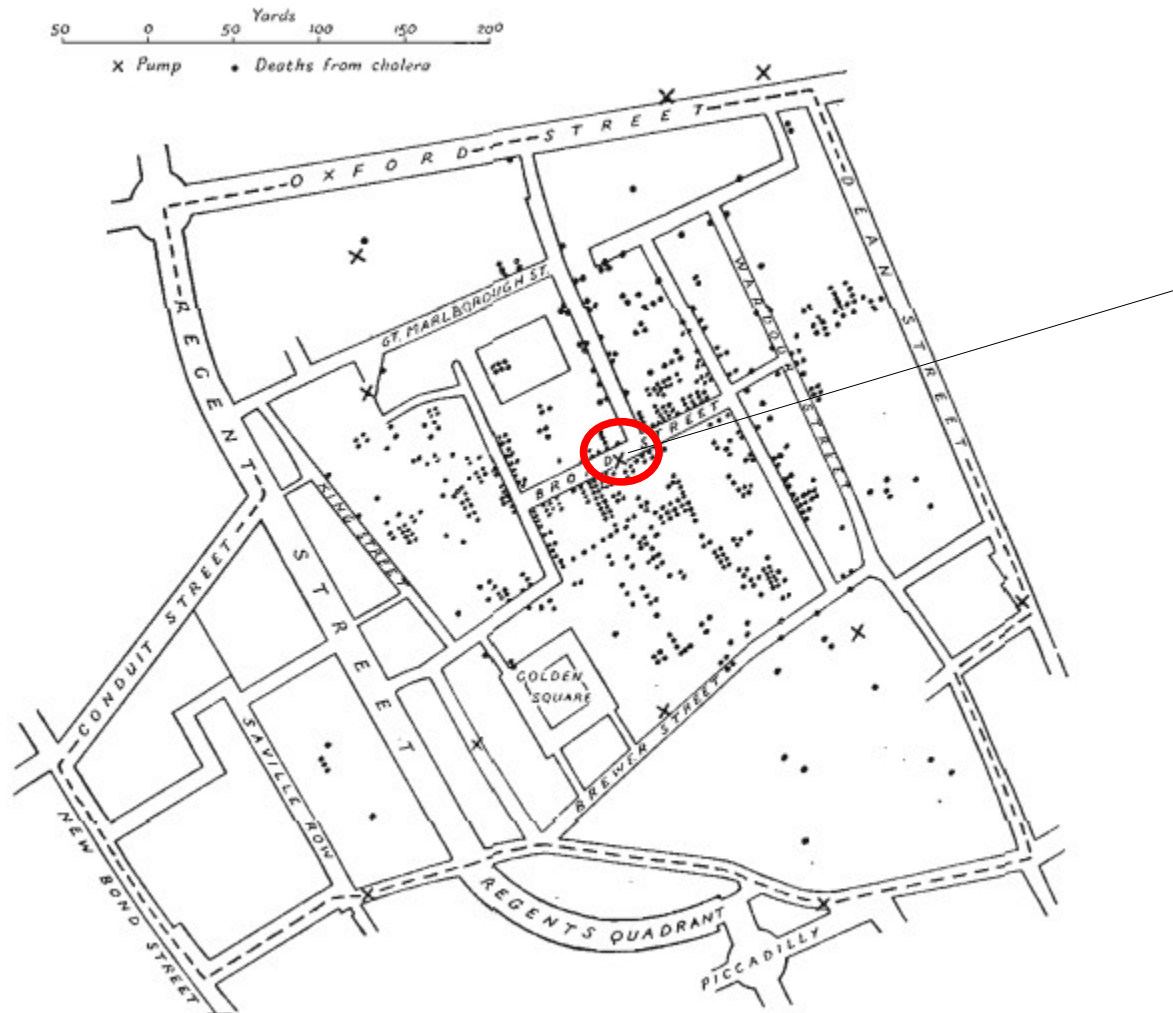 Yards
50 0 50 100 150 200
x Pump • Deaths from cholera
OXFORD STREET
DEAN STREET
REGENT STREET
WARDOUR STREET
GT. MARLBOROUGH ST.
BROAD STREET
KING STREET
CONDUIT STREET
GOLDEN
SQUARE
BREWER STREET
SAVILLE ROW
NEW BOND STREET
REGENTS QUADRANT
PICCADILLY